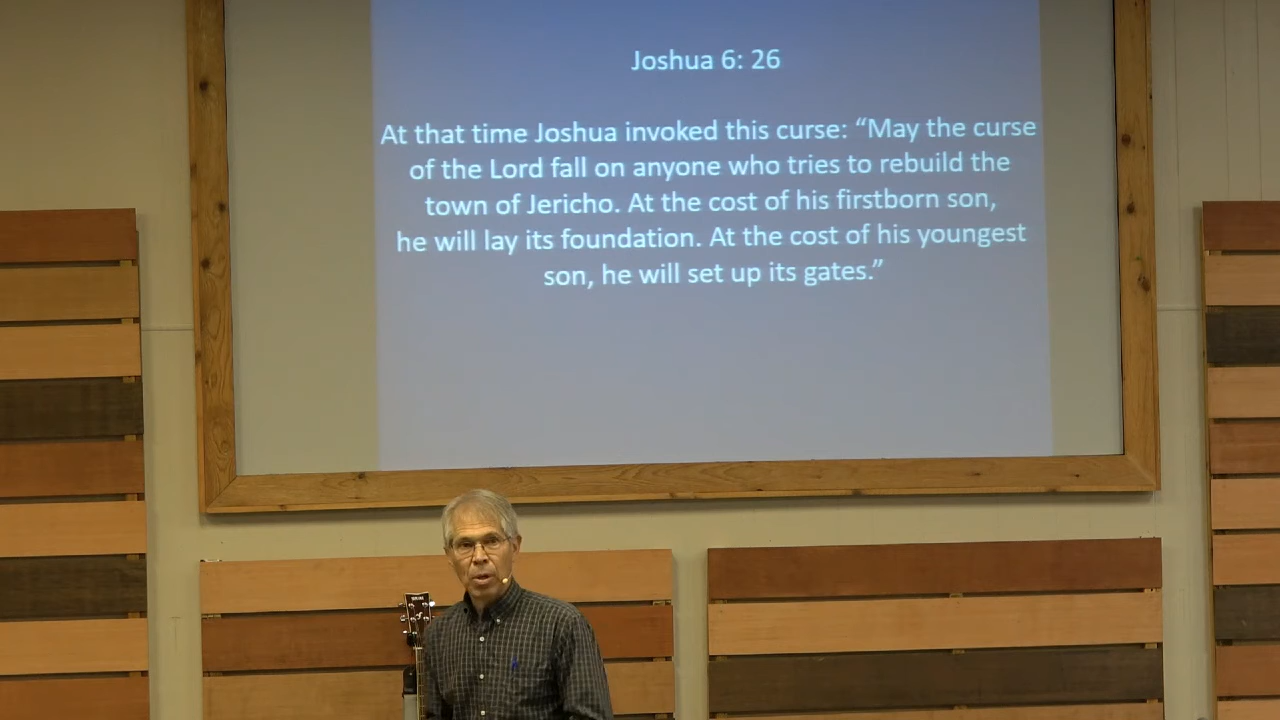 Joshua 6: 26
At that time Joshua invoked this curse: “May the curse
of the Lord fall on anyone who tries to rebuild the
town of Jericho. At the cost of his firstborn son,
he will lay its foundation. At the cost of his youngest
son, he will set up its gates.”